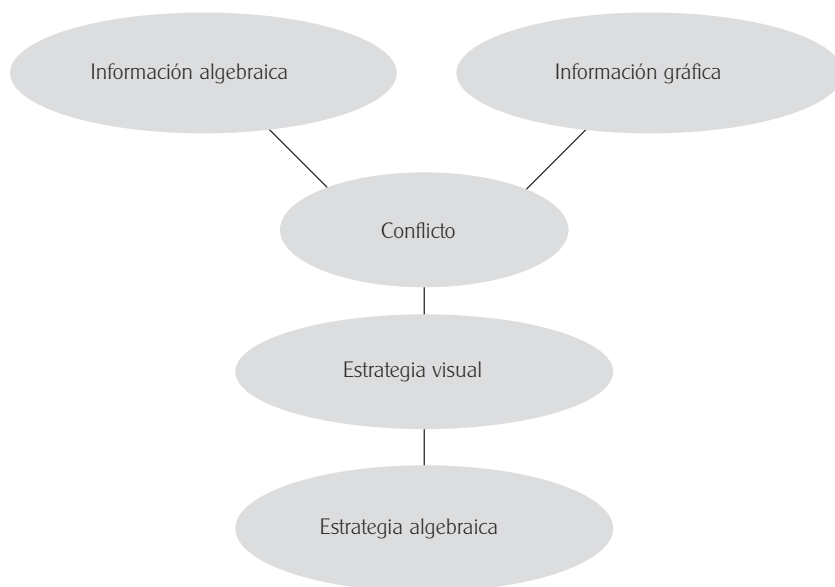 Información algebraica
Información gráfica
Conflicto
Estrategia visual
Estrategia algebraica